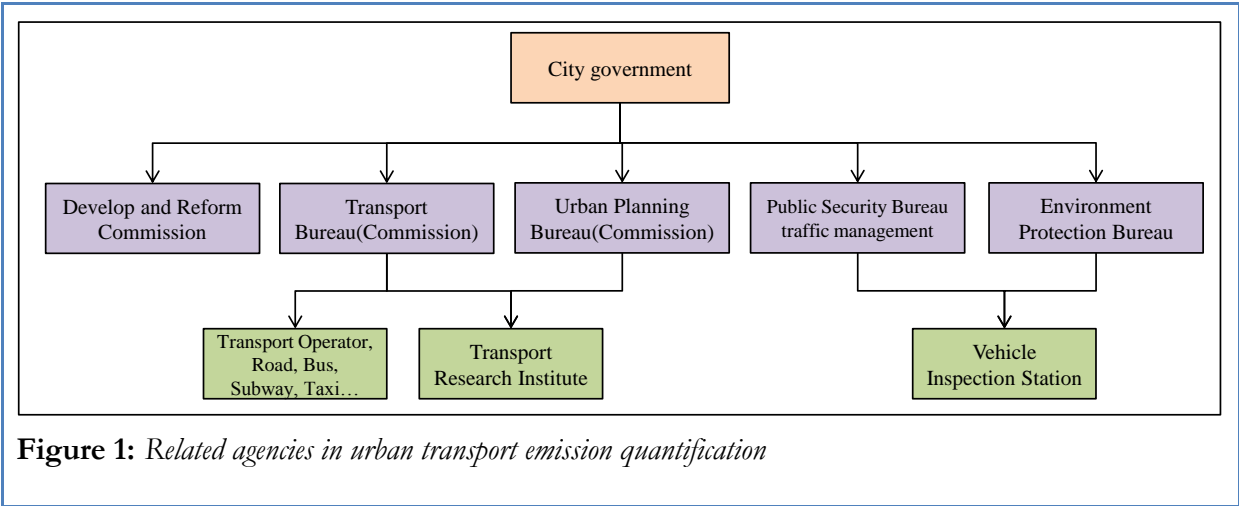 City government
Develop and Reform
Commission
Transport
Bureau(Commission)
Urban Planning
Bureau(Commission)
Public Security Bureau
traffic management
Environment
Protection Bureau
Transport Operator,
Road, Bus,
Subway, Taxi…
Transport
Research Institute
Vehicle
Inspection Station
Figure 1: Related agencies in urban transport emission quantification